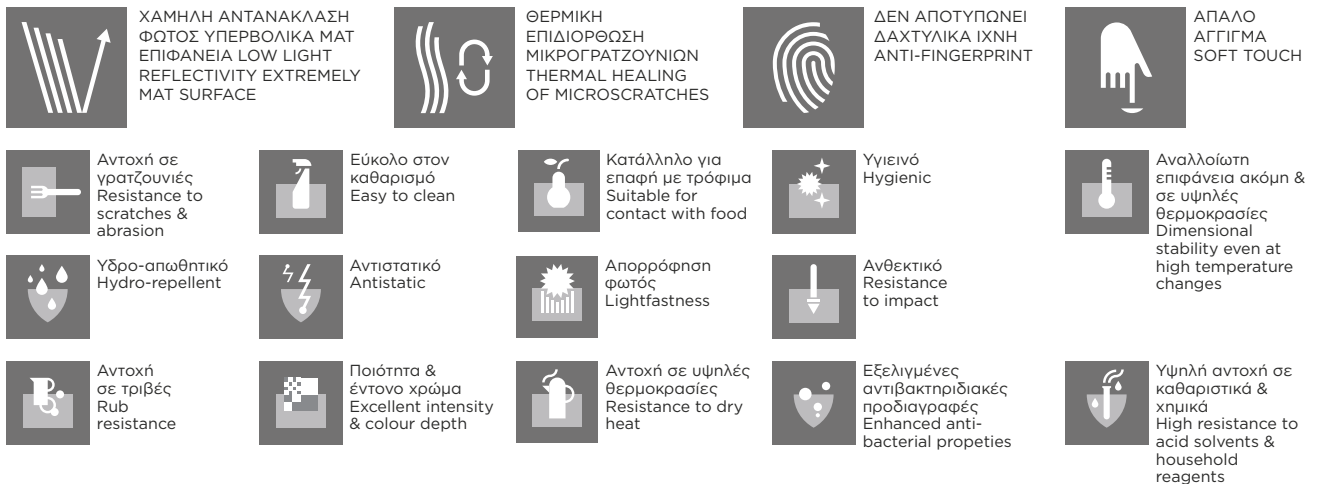 ΧΑΜΗΛΗ ΑΝΤΑΝΑΚΛΑΣΗ
ΦΩΤΟΣ ΥΠΕΡΒΟΛΙΚΑ ΜΑΤ
ΕΠΙΦΑΝΕΙΑ LOW LIGHT
REFLECTIVITY EXTREMELY
MAT SURFACE
ΘΕΡΜΙΚΗ
ΕΠΙΔΙΟΡΘΩΣΗ
ΜΙΚΡΟΓΡΑΤΖΟΥΝΙΩΝ
THERMAL HEALING
OF MICROSCRATCHES
ΔΕΝ ΑΠΟΤΥΠΩΝΕΙ
ΔΑΧΤΥΛΙΚΑ ΙΧΝΗ
ANTI-FINGERPRINT
ΑΠΑΛΟ
ΑΓΓΙΓΜΑ
SOFT TOUCH
Αντοχή σε
γρατζουνιές
Resistance to
scratches &
abrasion
Εύκολο στον
καθαρισμό
Easy to clean
Κατάλληλο για
επαφή με τρόφιμα
Suitable for
contact with food
Υγιεινό
Hygienic
Αναλλοίωτη
επιφάνεια ακόμη &
σε υψηλές
θερμοκρασίες
Dimensional
stability even at
high temperature
changes
Υδρο-απωθητικό
Hydro-repellent
Αντιστατικό
Antistatic
Απορρόφηση
φωτός
Lightfastness
Ανθεκτικό
Resistance
to impact
Αντοχή
σε τριβές
Rub
resistance
Ποιότητα &
έντονο χρώμα
Excellent intensity
& colour depth
Αντοχή σε υψηλές
θερμοκρασίες
Resistance to dry
heat
Εξελιγμένες
αντιβακτηριδιακές
προδιαγραφές
Enhanced anti-
bacterial propeties
Υψηλή αντοχή σε
καθαριστικά &
χημικά
High resistance to
acid solvents &
household
reagents